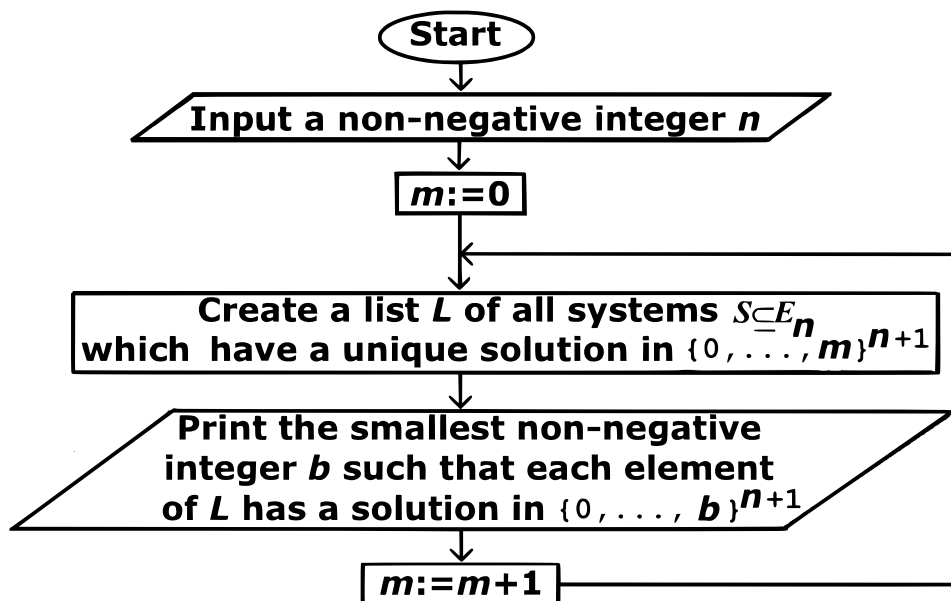 Start
Input a non-negative integer n
m:=0
Create a list L of all systems S⊆Eₙ
which have a unique solution in {0, . . . , m}ⁿ⁺¹
Print the smallest non-negative
integer b such that each element
of L has a solution in {0, . . . , b}ⁿ⁺¹
m:=m+1